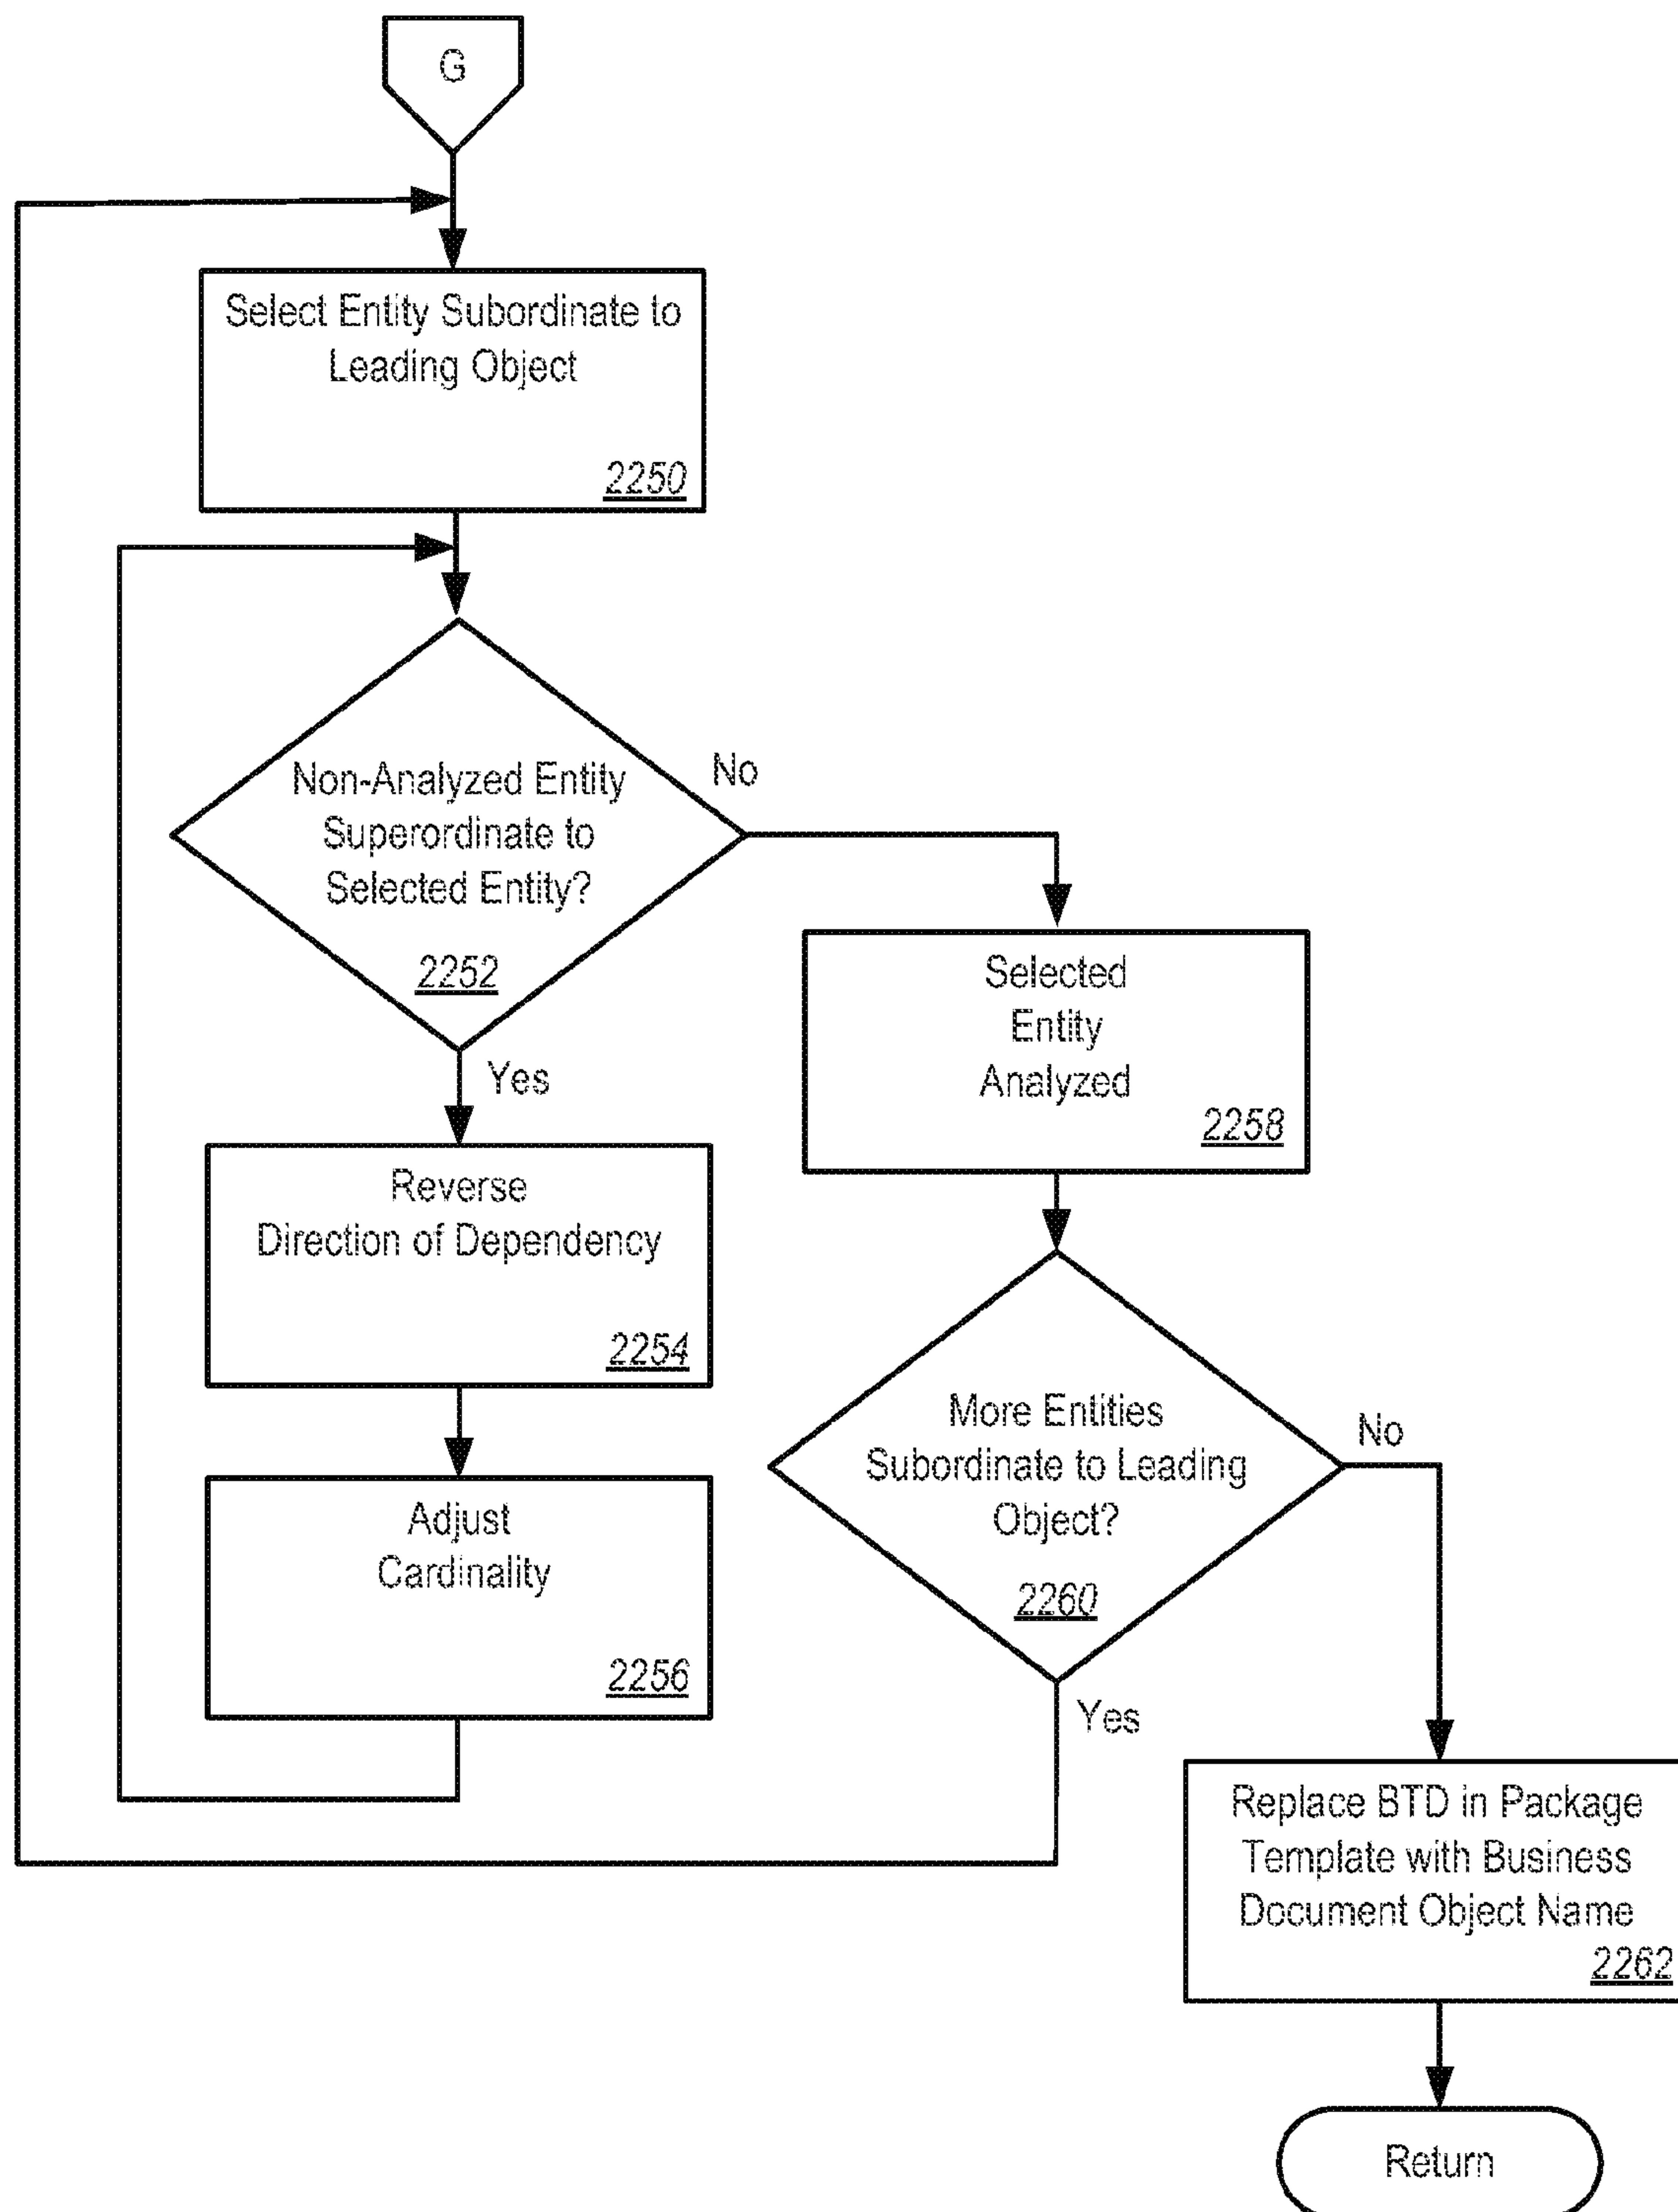 G
Select Entity Subordinate to
Leading Object
2250
Non-Analyzed Entity
Superordinate to
Selected Entity?
2252
No
Yes
Reverse
Direction of Dependency
2254
Adjust
Cardinality
2256
Selected
Entity
Analyzed
2258
More Entities
Subordinate to Leading
Object?
2260
No
Yes
Replace BTD in Package
Template with Business
Document Object Name
2262
Return